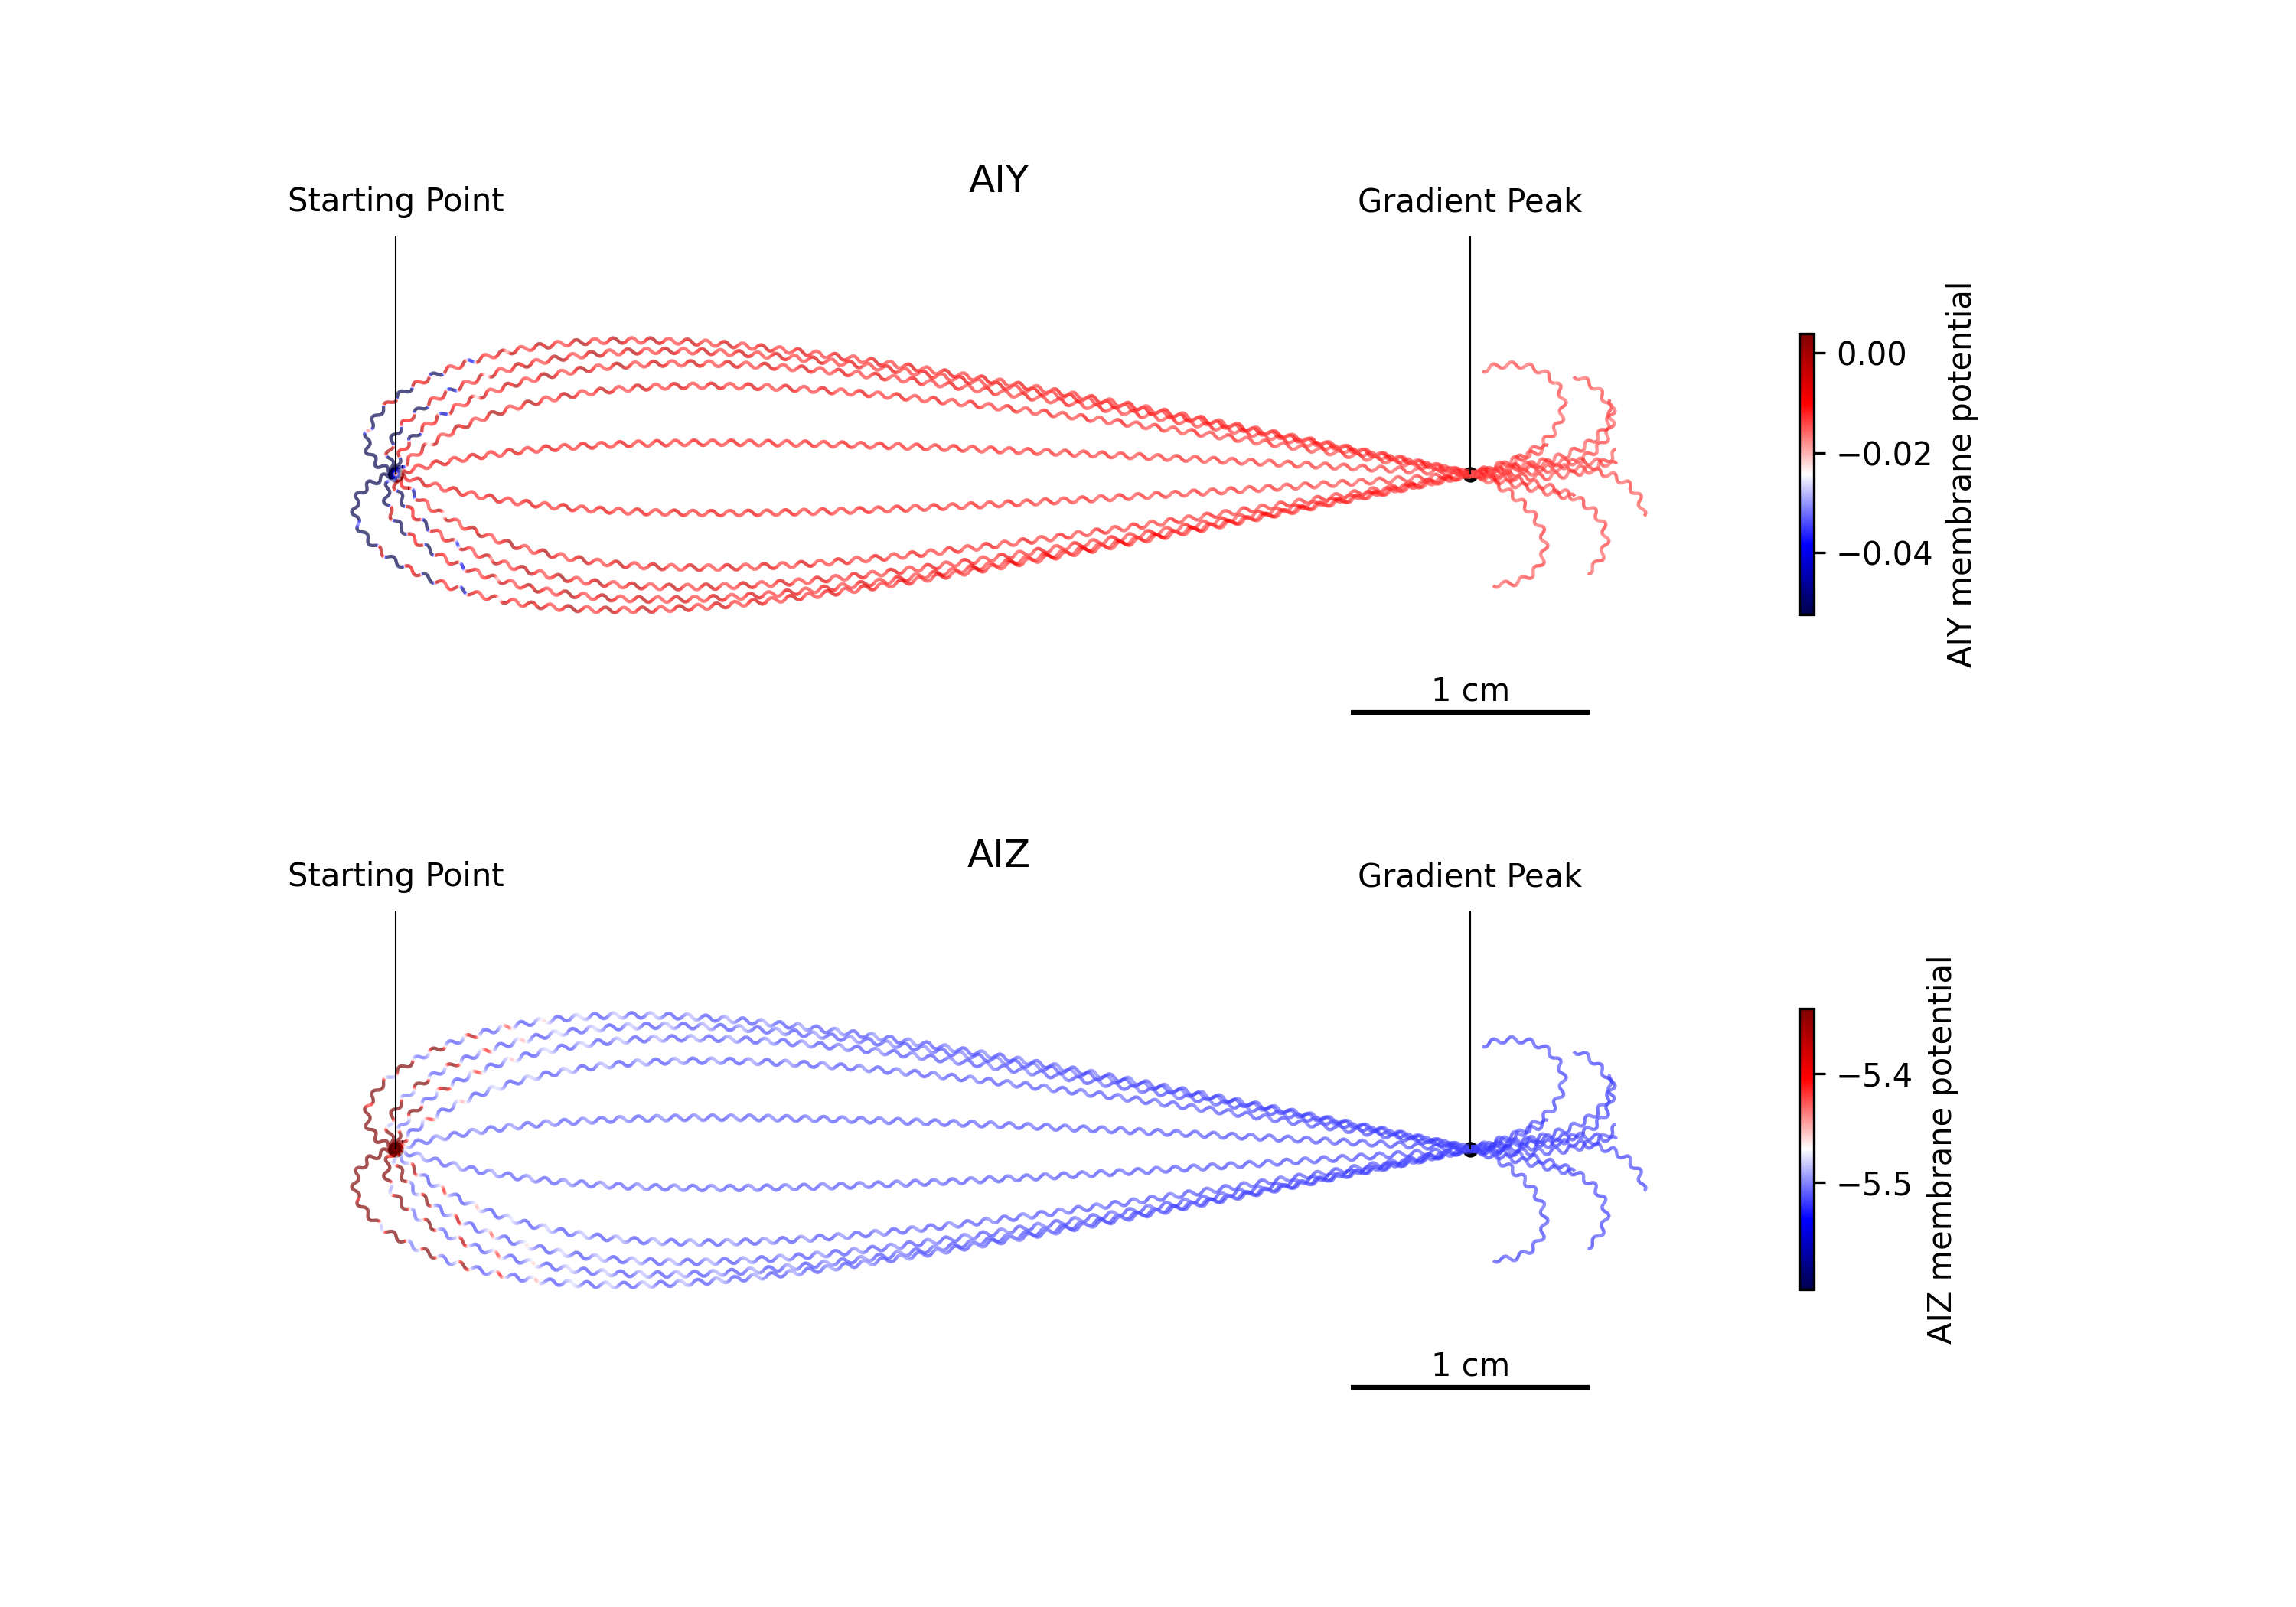 AIY
Starting Point
Gradient Peak
0.00
−0.02
−0.04
AIY membrane potential
1 cm
AIZ
Starting Point
Gradient Peak
−5.4
−5.5
AIZ membrane potential
1 cm